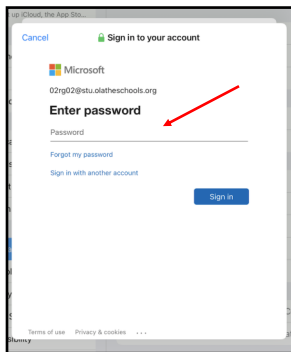 up iCloud, the App Sto...
Cancel
Sign in to your account
Microsoft
02rg02@stu.olatheschools.org
Enter password
Password
Forgot my password
Sign in with another account
Sign in
Terms of use Privacy & cookies ...